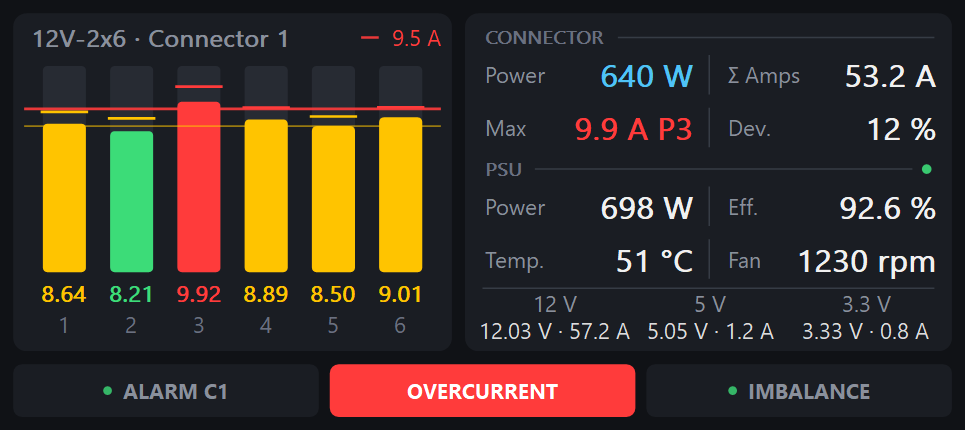 12V-2x6 · Connector 1
9.5 A
8.64 8.21 9.92 8.89 8.50 9.01
1 2 3 4 5 6
CONNECTOR
Power 640 W Σ Amps 53.2 A
Max 9.9 A P3 Dev. 12 %
PSU
Power 698 W Eff. 92.6 %
Temp. 51 °C Fan 1230 rpm
12 V 5 V 3.3 V
12.03 V · 57.2 A 5.05 V · 1.2 A 3.33 V · 0.8 A
ALARM C1 OVERCURRENT IMBALANCE